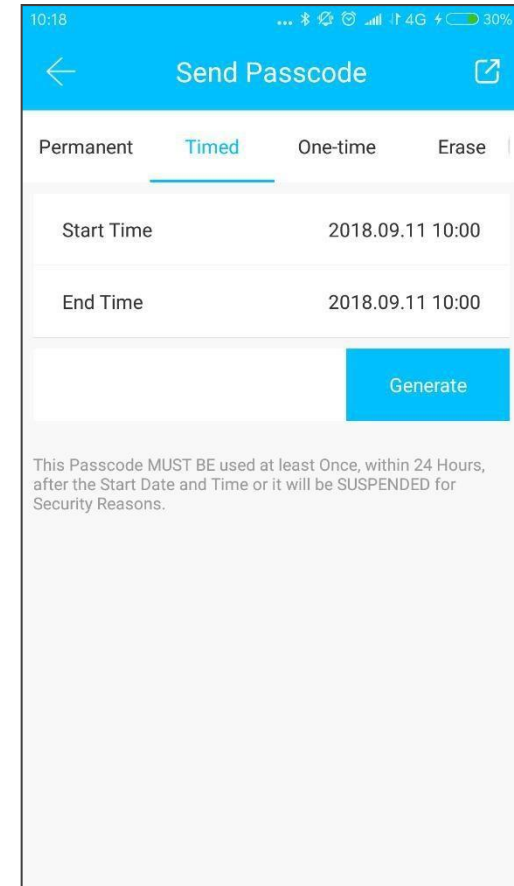 10:18 ... 4G 30%
Send Passcode
Permanent Timed One-time Erase
Start Time 2018.09.11 10:00
End Time 2018.09.11 10:00
Generate
This Passcode MUST BE used at least Once, within 24 Hours,
after the Start Date and Time or it will be SUSPENDED for
Security Reasons.